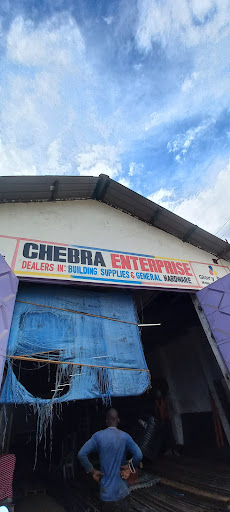 CHEBRA ENTERPRISE
DEALERS IN: BUILDING SUPPLIES & GENERAL HARDWARE